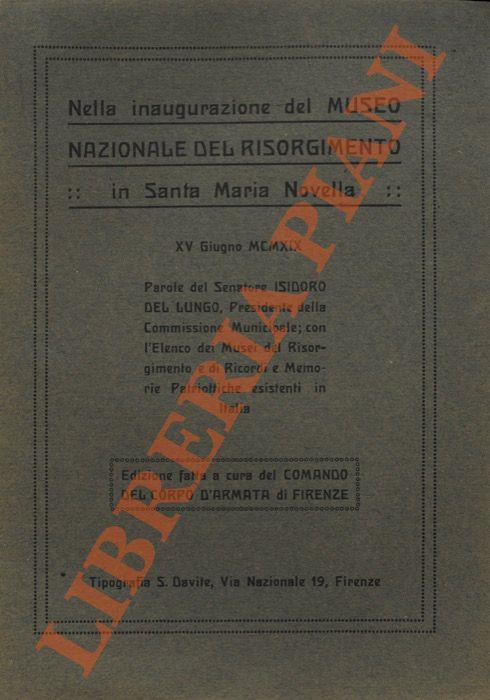 Nella inaugurazione del MUSEO
NAZIONALE DEL RISORGIMENTO
:: in Santa Maria Novella ::
XV Giugno MCMXIX
Parole del Senatore ISIDORO
DEL LUNGO, Presidente della
Commissione Municipale; con
l'Elenco dei Musei del Risor-
gimento e di Ricordi e Memo-
rie Patriottiche esistenti in
Italia
Edizione fatta a cura del COMANDO
DEL CORPO D'ARMATA di FIRENZE
Tipografia S. Davite, Via Nazionale 19, Firenze
LIBRERIA PIANI